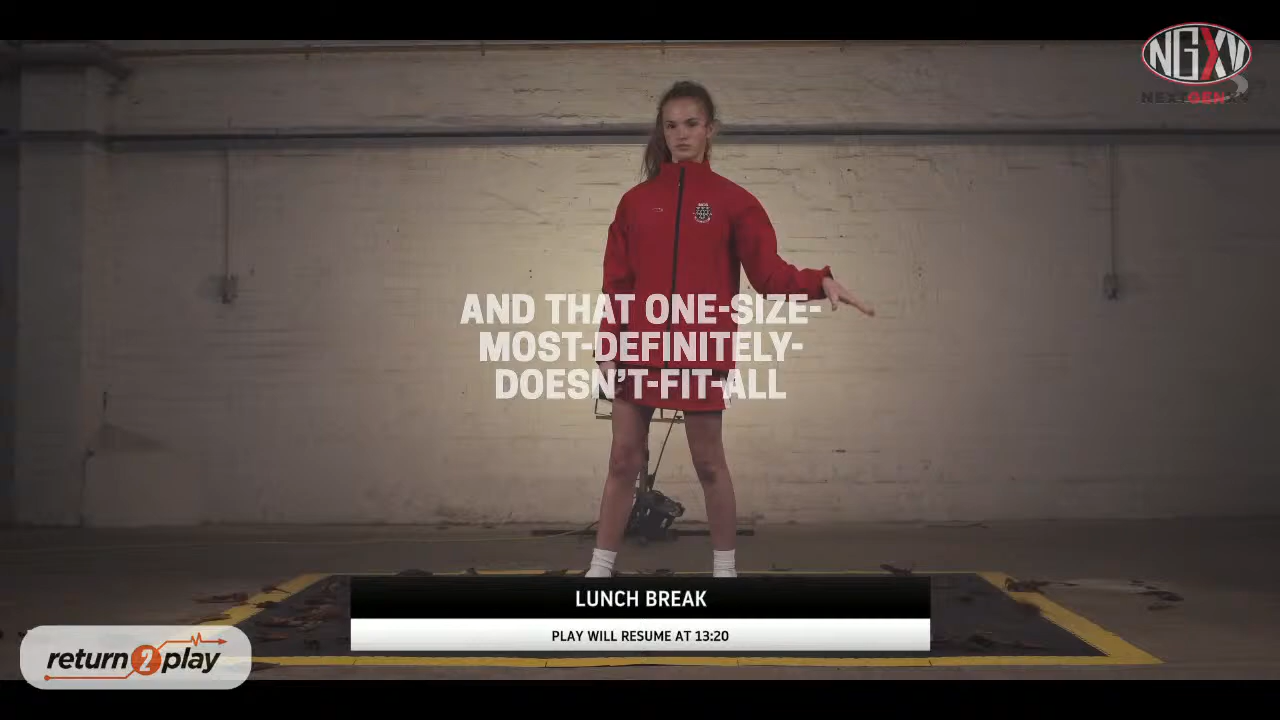 NGXV
NEXTGENXV
AND THAT ONE-SIZE-
MOST-DEFINITELY-
DOESN'T-FIT-ALL
LUNCH BREAK
PLAY WILL RESUME AT 13:20
return2play